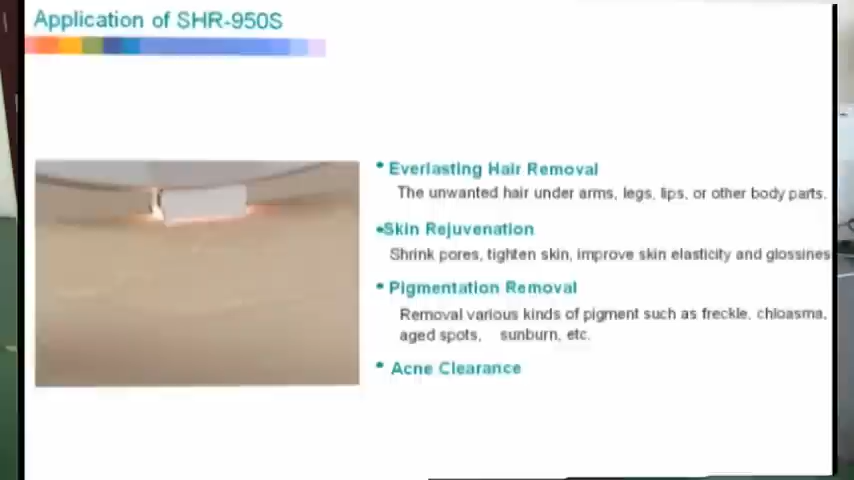 Application of SHR-950S
• Everlasting Hair Removal
The unwanted hair under arms, legs, lips, or other body parts.
•Skin Rejuvenation
Shrink pores, tighten skin, improve skin elasticity and glossines
• Pigmentation Removal
Removal various kinds of pigment such as freckle, chloasma,
aged spots, sunburn, etc.
• Acne Clearance